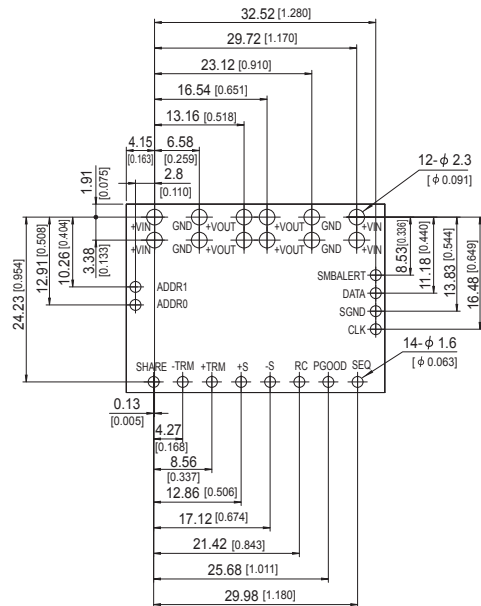 32.52 [1.280]
29.72 [1.170]
23.12 [0.910]
16.54 [0.651]
13.16 [0.518]
4.15 [0.163]
6.58 [0.259]
2.8 [0.110]
1.91 [0.075]
12-φ 2.3
[φ 0.091]
+VIN GND +VOUT +VOUT GND +VIN
+VIN GND +VOUT +VOUT GND +VIN
24.23 [0.954]
12.91 [0.508]
10.26 [0.404]
3.38 [0.133]
8.53 [0.336]
11.18 [0.440]
13.83 [0.544]
16.48 [0.649]
ADDR1
ADDR0
SMBALERT
DATA
SGND
CLK
14-φ 1.6
[φ 0.063]
SHARE -TRM +TRM +S -S RC PGOOD SEQ
0.13
[0.005]
4.27
[0.168]
8.56
[0.337]
12.86 [0.506]
17.12 [0.674]
21.42 [0.843]
25.68 [1.011]
29.98 [1.180]